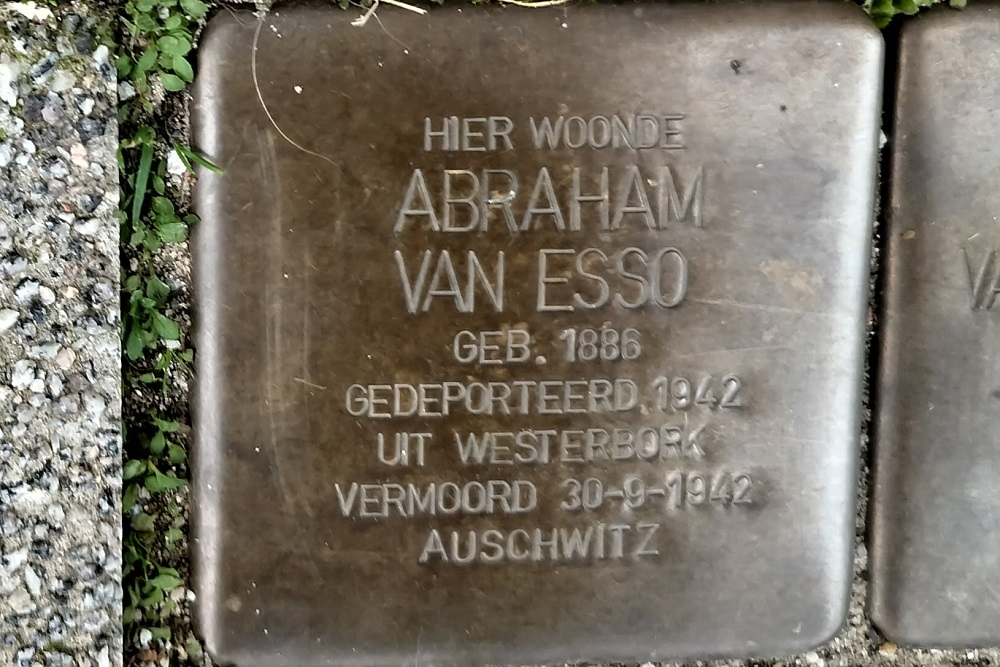 HIER WOONDE
ABRAHAM
VAN ESSO
GEB. 1886
GEDEPORTEERD 1942
UIT WESTERBORK
VERMOORD 30-9-1942
AUSCHWITZ